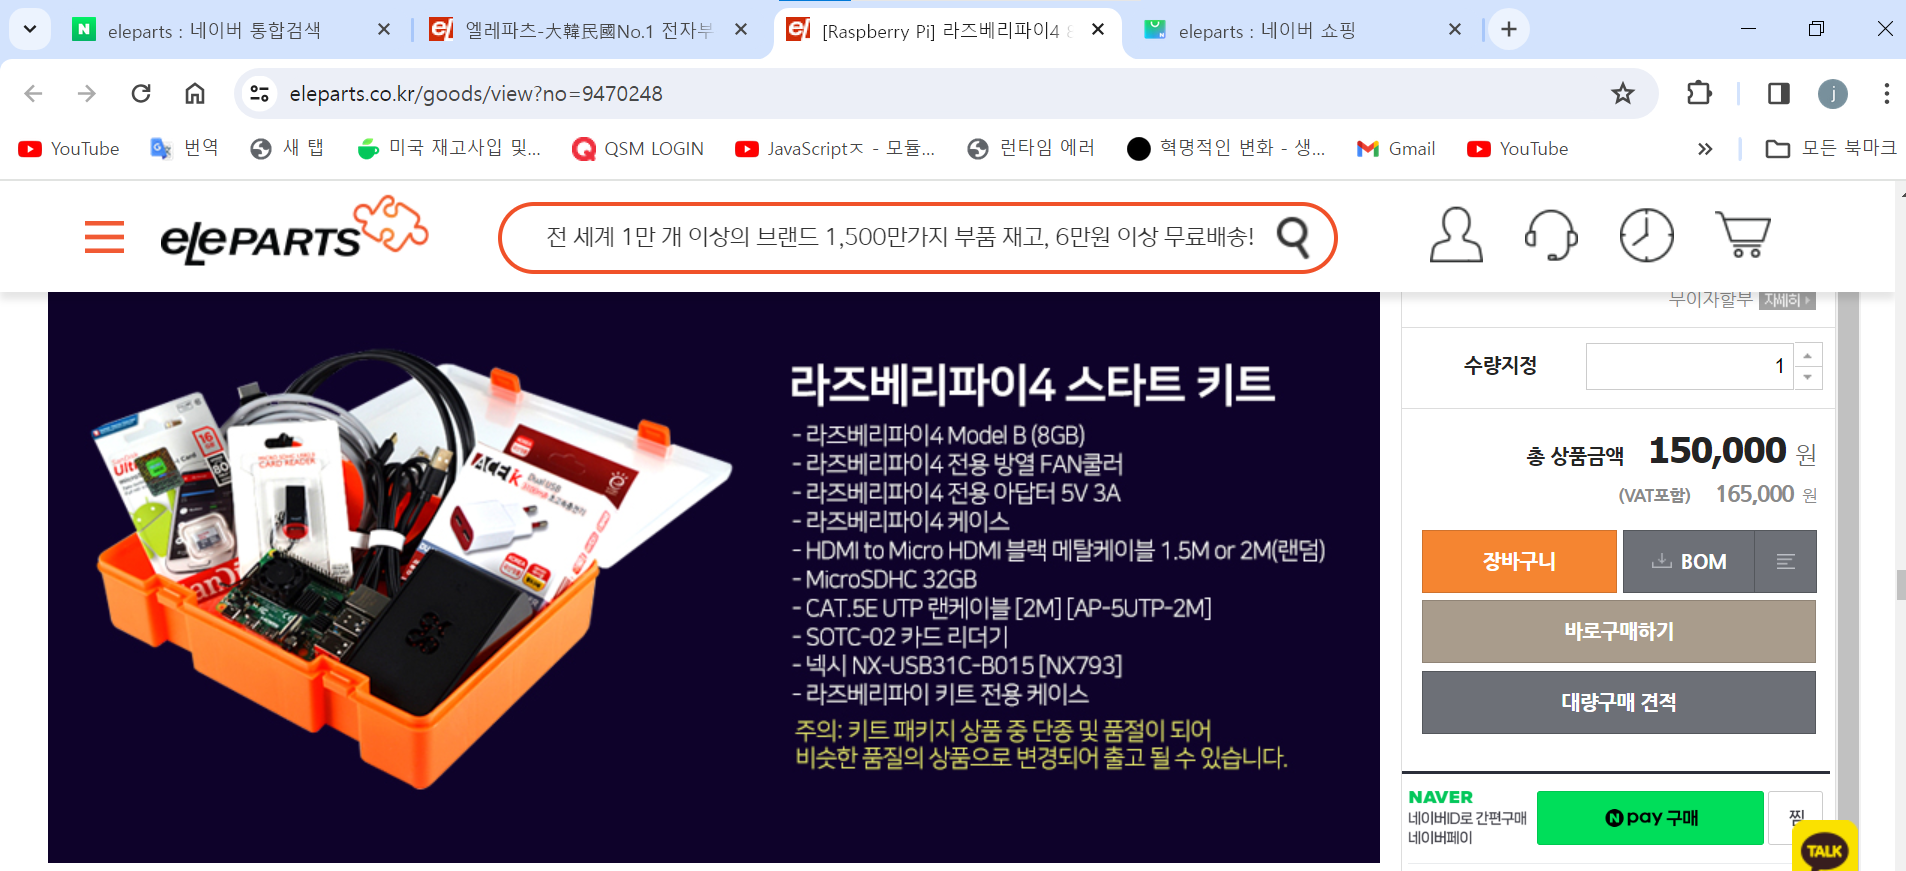 eleparts : 네이버 통합검색
엘레파츠-大韓民國No.1 전자부
[Raspberry Pi] 라즈베리파이4 8
eleparts : 네이버 쇼핑
eleparts.co.kr/goods/view?no=9470248
j
YouTube
번역
새 탭
미국 재고사입 및...
QSM LOGIN
JavaScriptㅈ - 모듈...
런타임 에러
혁명적인 변화 - 생...
Gmail
YouTube
모든 북마크
eLePARTS
전 세계 1만 개 이상의 브랜드 1,500만가지 부품 재고, 6만원 이상 무료배송!
무이자할부 자세히
수량지정
1
총 상품금액 150,000 원
(VAT포함) 165,000 원
장바구니
BOM
바로구매하기
대량구매 견적
NAVER
네이버ID로 간편구매
네이버페이
N pay 구매
찜
TALK
라즈베리파이4 스타트 키트
- 라즈베리파이4 Model B (8GB)
- 라즈베리파이4 전용 방열 FAN쿨러
- 라즈베리파이4 전용 아답터 5V 3A
- 라즈베리파이4 케이스
- HDMI to Micro HDMI 블랙 메탈케이블 1.5M or 2M(랜덤)
- MicroSDHC 32GB
- CAT.5E UTP 랜케이블 [2M] [AP-5UTP-2M]
- SOTC-02 카드 리더기
- 넥시 NX-USB31C-B015 [NX793]
- 라즈베리파이 키트 전용 케이스
주의: 키트 패키지 상품 중 단종 및 품절이 되어
비슷한 품질의 상품으로 변경되어 출고 될 수 있습니다.
16
GB
Ult
80
CARD READER
ACE
Dual USB
SanD